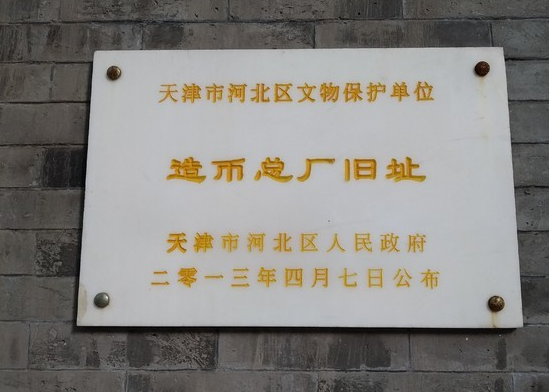 天津市河北区文物保护单位
造币总厂旧址
天津市河北区人民政府
二零一三年四月七日公布